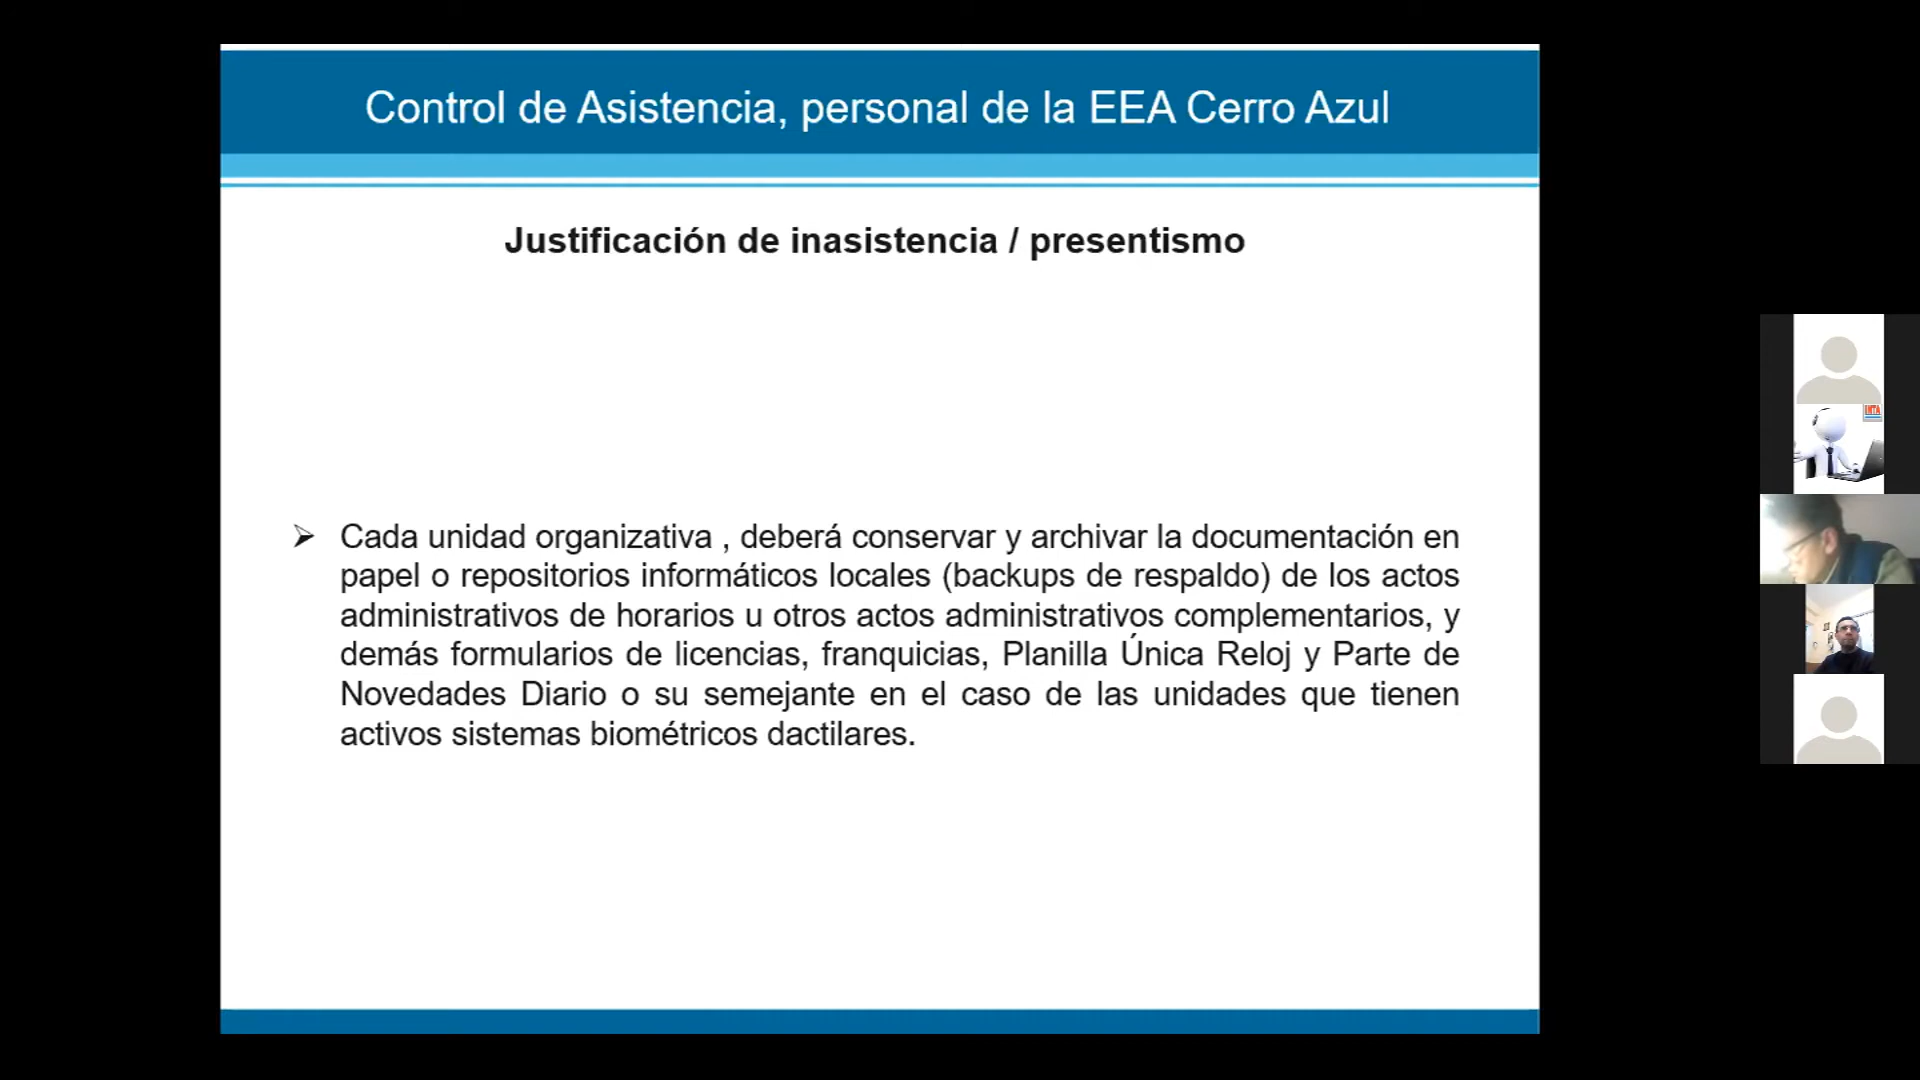 Control de Asistencia, personal de la EEA Cerro Azul
Justificación de inasistencia / presentismo
➢ Cada unidad organizativa , deberá conservar y archivar la documentación en
papel o repositorios informáticos locales (backups de respaldo) de los actos
administrativos de horarios u otros actos administrativos complementarios, y
demás formularios de licencias, franquicias, Planilla Única Reloj y Parte de
Novedades Diario o su semejante en el caso de las unidades que tienen
activos sistemas biométricos dactilares.